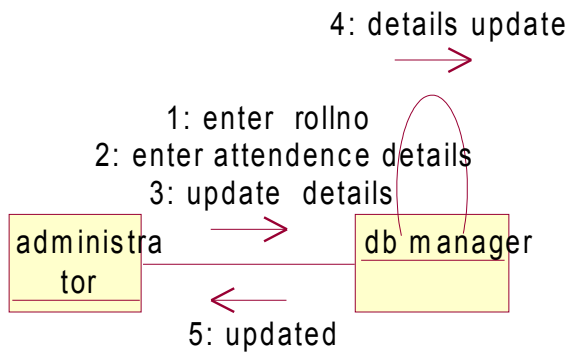 4: details update
1: enter rollno
2: enter attendence details
3: update details
administra
tor
db manager
5: updated